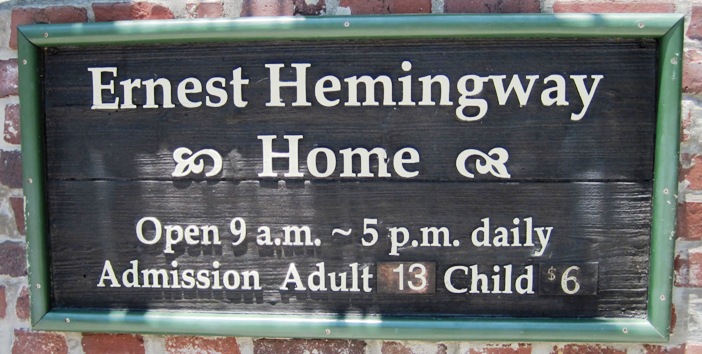 Ernest Hemingway
Home
Open 9 a.m. ~ 5 p.m. daily
Admission Adult 13 Child $6